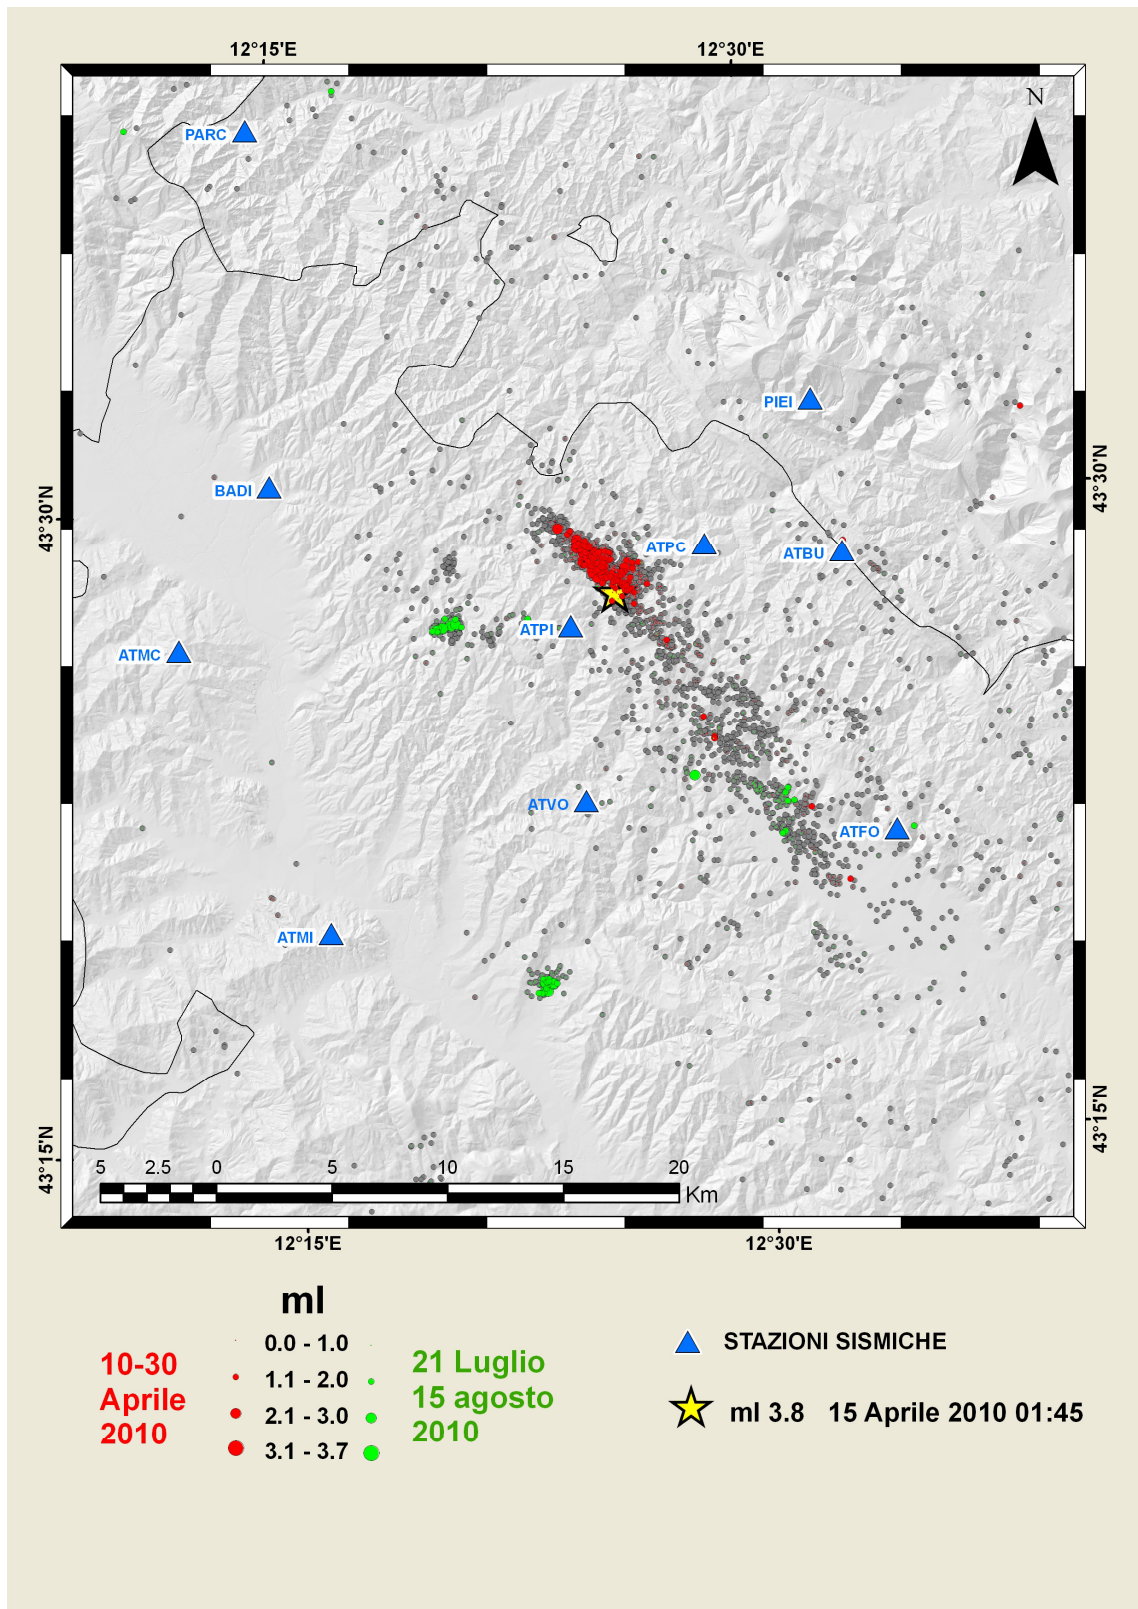 12°15'E 12°30'E
N
PARC
PIEI
43°30'N
BADI
43°30'N
ATPC
ATBU
ATPI
ATMC
ATVO
ATFO
ATMI
43°15'N
43°15'N
5 2.5 0 5 10 15 20
Km
12°15'E 12°30'E
ml
10-30
Aprile
2010
0.0 - 1.0
1.1 - 2.0
2.1 - 3.0
3.1 - 3.7
21 Luglio
15 agosto
2010
STAZIONI SISMICHE
ml 3.8 15 Aprile 2010 01:45